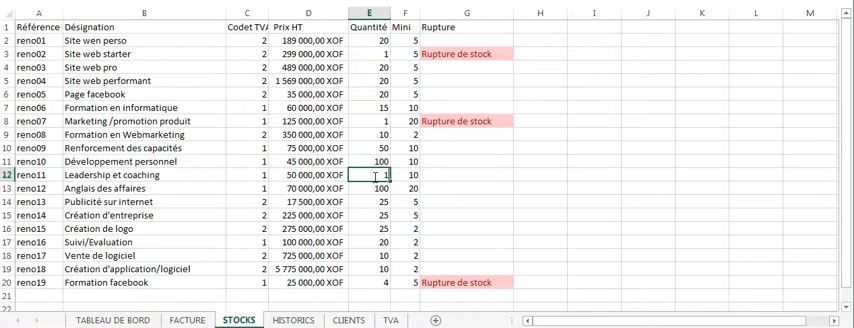 A B C D E F G H I J K L M
1 Référence Désignation Codet TVA Prix HT Quantité Mini Rupture
2 reno01 Site wen perso 2 189 000,00 XOF 20 5
3 reno02 Site web starter 2 299 000,00 XOF 1 5 Rupture de stock
4 reno03 Site web pro 2 489 000,00 XOF 20 5
5 reno04 Site web performant 2 1 569 000,00 XOF 20 5
6 reno05 Page facebook 2 35 000,00 XOF 20 5
7 reno06 Formation en informatique 1 60 000,00 XOF 15 10
8 reno07 Marketing /promotion produit 1 125 000,00 XOF 1 20 Rupture de stock
9 reno08 Formation en Webmarketing 2 350 000,00 XOF 10 2
10 reno09 Renforcement des capacités 1 75 000,00 XOF 50 10
11 reno10 Développement personnel 1 45 000,00 XOF 100 10
12 reno11 Leadership et coaching 1 50 000,00 XOF 1 10
13 reno12 Anglais des affaires 1 70 000,00 XOF 100 20
14 reno13 Publicité sur internet 2 17 500,00 XOF 25 5
15 reno14 Création d'entreprise 2 225 000,00 XOF 25 5
16 reno15 Création de logo 2 275 000,00 XOF 25 2
17 reno16 Suivi/Evaluation 1 100 000,00 XOF 20 2
18 reno17 Vente de logiciel 2 725 000,00 XOF 10 2
19 reno18 Création d'application/logiciel 2 5 775 000,00 XOF 10 2
20 reno19 Formation facebook 1 25 000,00 XOF 4 5 Rupture de stock
21
22
TABLEAU DE BORD FACTURE STOCKS HISTORICS CLIENTS TVA